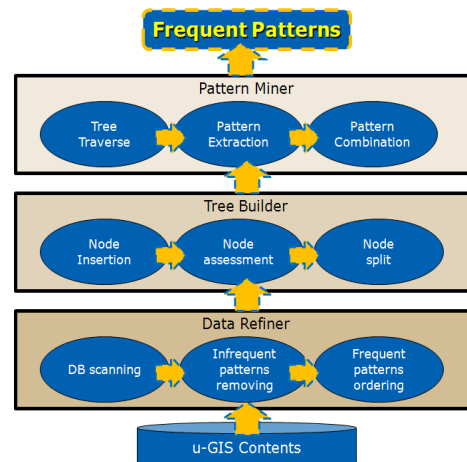 Frequent Patterns
Pattern Miner
Tree
Traverse
Pattern
Extraction
Pattern
Combination
Tree Builder
Node
Insertion
Node
assessment
Node
split
Data Refiner
DB scanning
Infrequent
patterns
removing
Frequent
patterns
ordering
u-GIS Contents